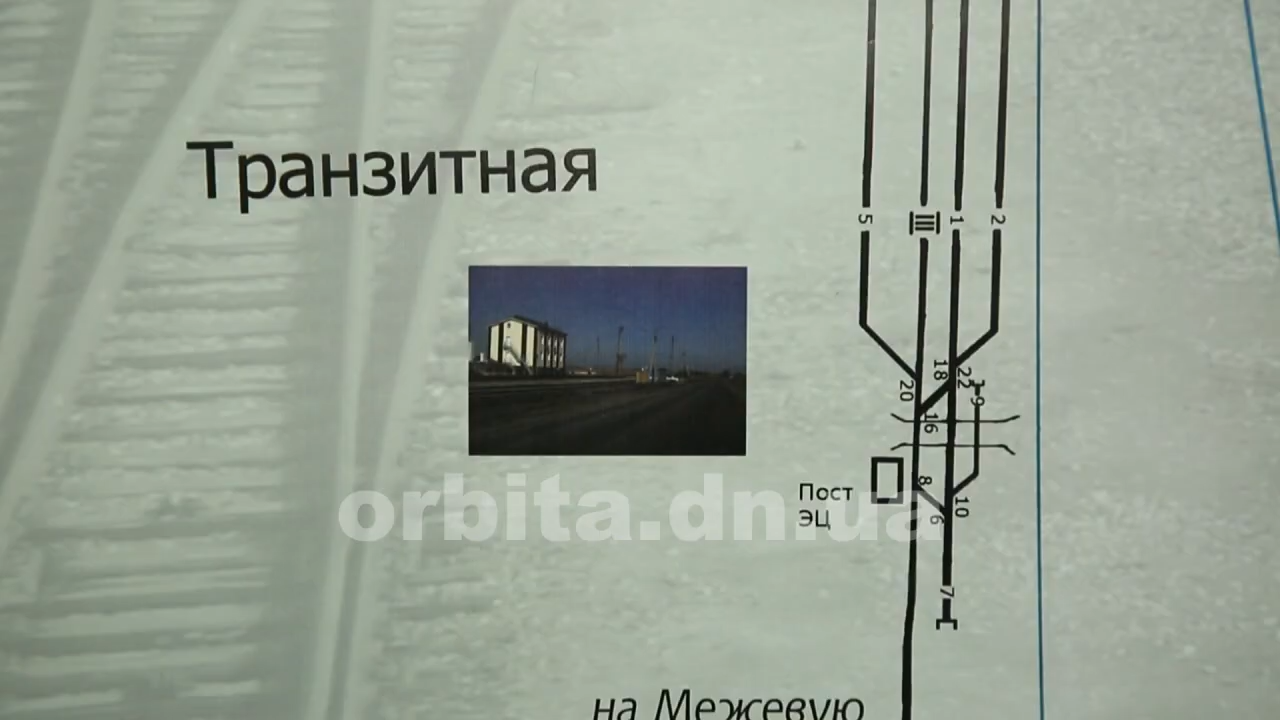 Транзитная
5
III
1
2
18
22
9
20
16
8
10
6
Пост
ЭЦ
orbita.dn.ua
7
на Межевую